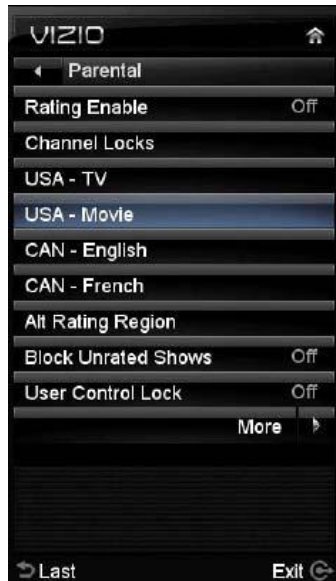 VIZIO
Parental
Rating Enable Off
Channel Locks
USA - TV
USA - Movie
CAN - English
CAN - French
Alt Rating Region
Block Unrated Shows Off
User Control Lock Off
More
Last Exit